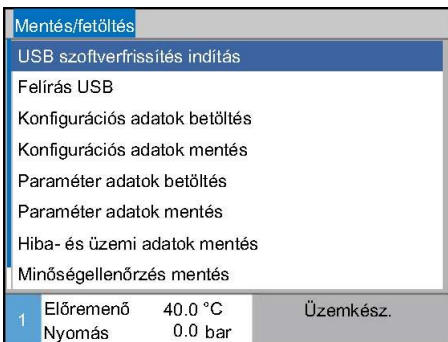 Mentés/fetöltés
USB szoftverfrissítés indítás
Felírás USB
Konfigurációs adatok betöltés
Konfigurációs adatok mentés
Paraméter adatok betöltés
Paraméter adatok mentés
Hiba- és üzemi adatok mentés
Minőségellenőrzés mentés
1 Előremenő 40.0 °C Üzemkész.
Nyomás 0.0 bar